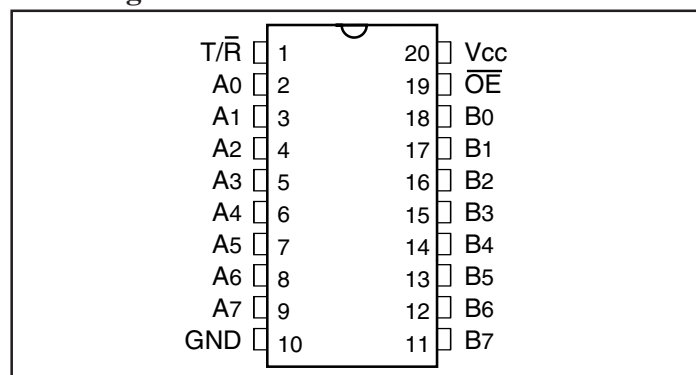 T/R̅ 1 20 Vcc
A0 2 19 O̅E̅
A1 3 18 B0
A2 4 17 B1
A3 5 16 B2
A4 6 15 B3
A5 7 14 B4
A6 8 13 B5
A7 9 12 B6
GND 10 11 B7